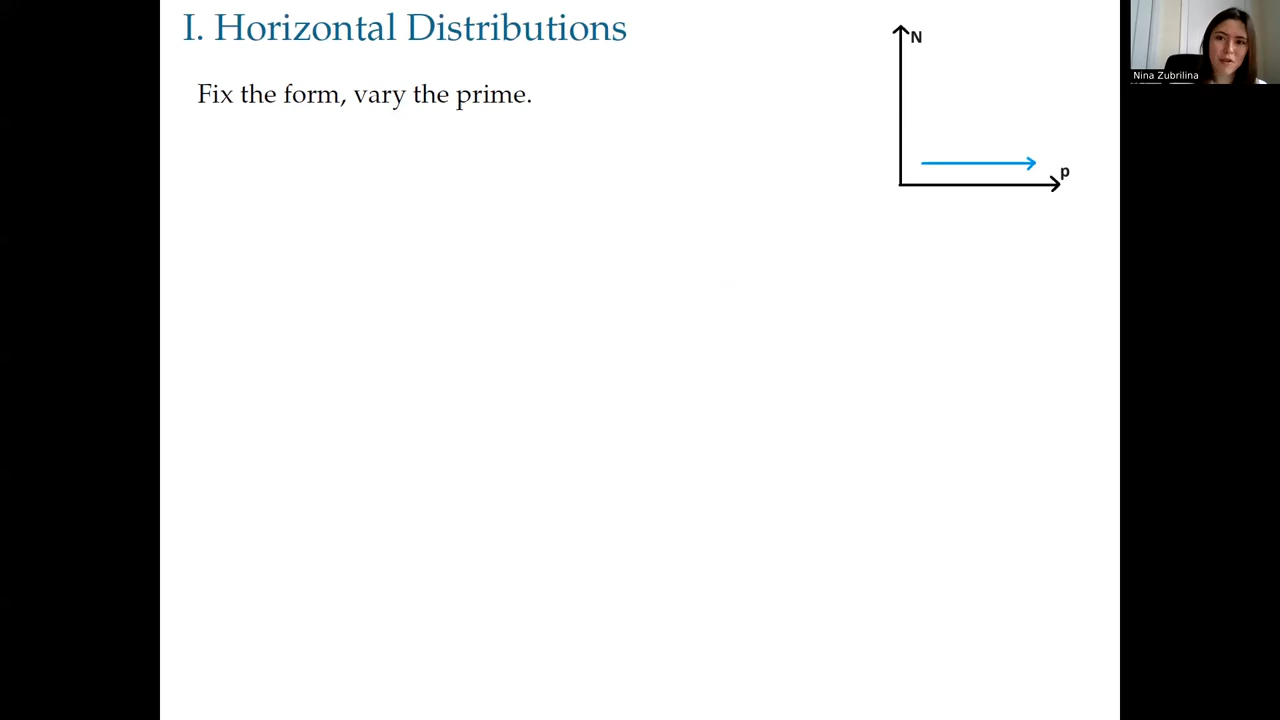 I. Horizontal Distributions
Fix the form, vary the prime.
N
p
Nina Zubrilina